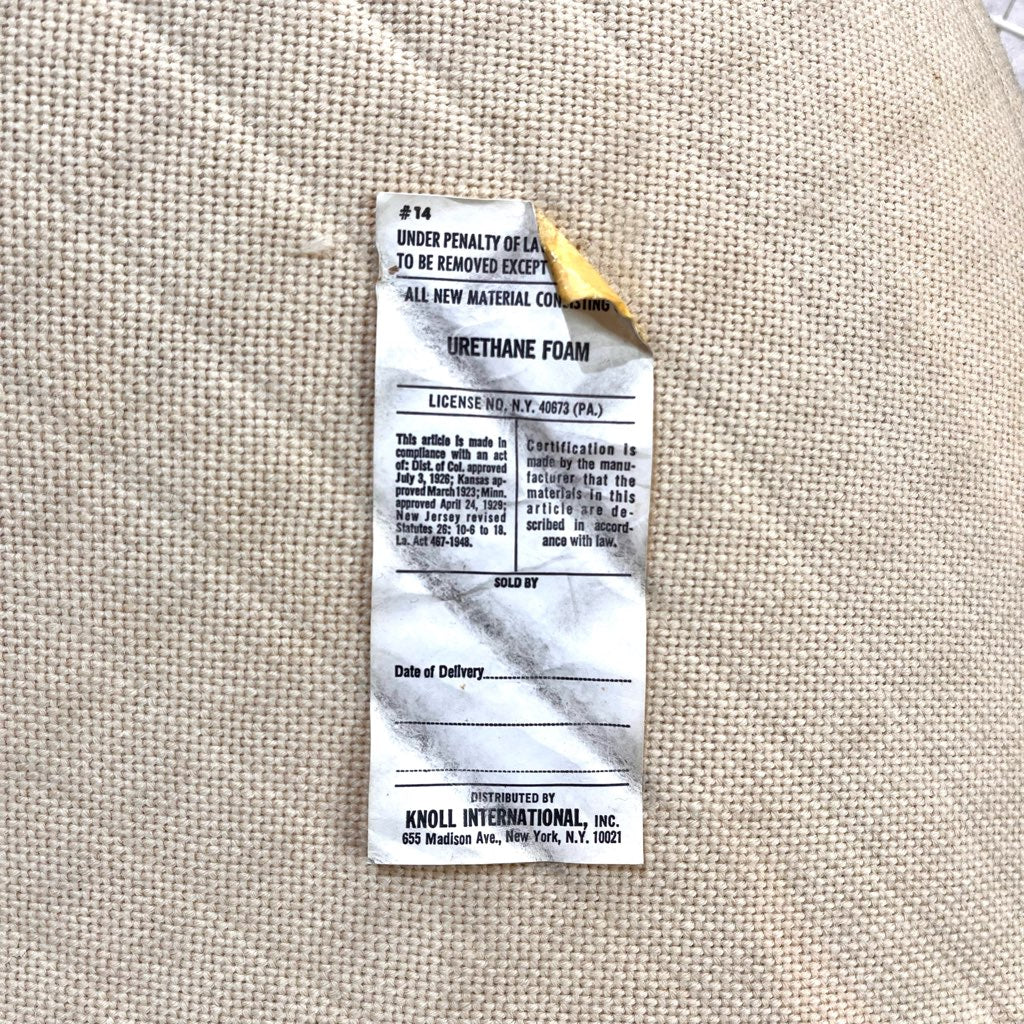 #14
UNDER PENALTY OF LA
TO BE REMOVED EXCEPT
ALL NEW MATERIAL CONSISTING
URETHANE FOAM
LICENSE NO. N.Y. 40673 (PA.)
This article is made in
compliance with an act
of: Dist. of Col. approved
July 3, 1926; Kansas ap-
proved March 1923; Minn.
approved April 24, 1929;
New Jersey revised
Statutes 26: 10-6 to 18.
La. Act 467-1948.
Certification is
made by the manu-
facturer that the
materials in this
article are de-
scribed in accord-
ance with law.
SOLD BY
Date of Delivery
DISTRIBUTED BY
KNOLL INTERNATIONAL, INC.
655 Madison Ave., New York, N.Y. 10021